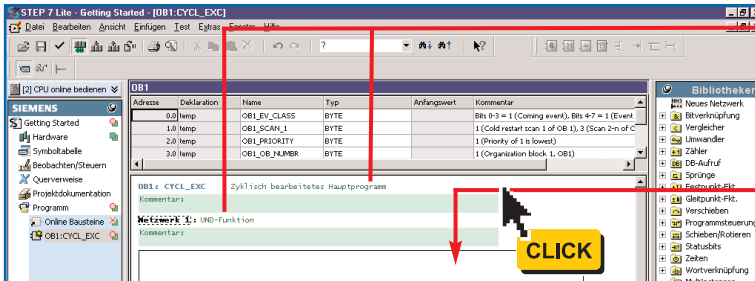 STEP 7 Lite - Getting Started - [OB1:CYCL_EXC]
Datei Bearbeiten Ansicht Einfügen Test Extras Fenster Hilfe
?
[2] CPU online bedienen
OB1
Bibliotheken
SIEMENS
Getting Started
Hardware
Symboltabelle
Beobachten/Steuern
Querverweise
Projektdokumentation
Programm
Online Bausteine
OB1:CYCL_EXC
Adresse Deklaration Name Typ Anfangswert Kommentar
0.0 temp OB1_EV_CLASS BYTE Bits 0-3 = 1 (Coming event), Bits 4-7 = 1 (Event
1.0 temp OB1_SCAN_1 BYTE 1 (Cold restart scan 1 of OB 1), 3 (Scan 2-n of O
2.0 temp OB1_PRIORITY BYTE 1 (Priority of 1 is lowest)
3.0 temp OB1_OB_NUMBR BYTE 1 (Organization block 1, OB1)
OB1: CYCL_EXC Zyklisch bearbeitetes Hauptprogramm
Kommentar:
Netzwerk 1: UND-Funktion
Kommentar:
CLICK
Neues Netzwerk
Bitverknüpfung
Vergleicher
Umwandler
Zähler
DB-Aufruf
Sprünge
Festpunkt-Fkt.
Gleitpunkt-Fkt.
Verschieben
Programmsteuerung
Schieben/Rotieren
Statusbits
Zeiten
Wortverknüpfung